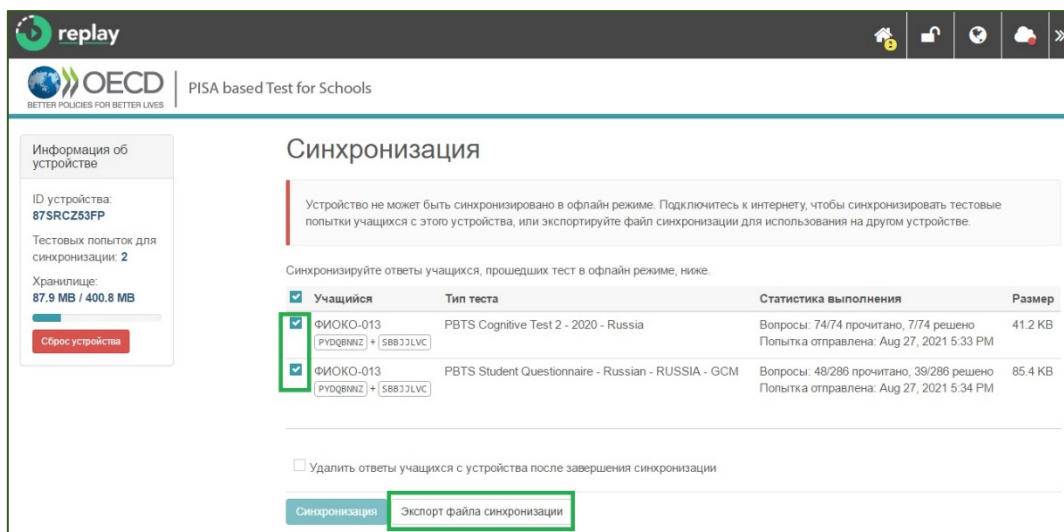 replay
2
»
OECD
BETTER POLICIES FOR BETTER LIVES
PISA based Test for Schools
Информация об
устройстве
ID устройства:
87SRCZ53FP
Тестовых попыток для
синхронизации: 2
Хранилище:
87.9 MB / 400.8 MB
Сброс устройства
Синхронизация
Устройство не может быть синхронизировано в офлайн режиме. Подключитесь к интернету, чтобы синхронизировать тестовые
попытки учащихся с этого устройства, или экспортируйте файл синхронизации для использования на другом устройстве.
Синхронизируйте ответы учащихся, прошедших тест в офлайн режиме, ниже.
Учащийся Тип теста Статистика выполнения Размер
ФИОКО-013 PBTS Cognitive Test 2 - 2020 - Russia Вопросы: 74/74 прочитано, 7/74 решено 41.2 KB
PYDQBNNZ + SBBJJLVC Попытка отправлена: Aug 27, 2021 5:33 PM
ФИОКО-013 PBTS Student Questionnaire - Russian - RUSSIA - GCM Вопросы: 48/286 прочитано, 39/286 решено 85.4 KB
PYDQBNNZ + SBBJJLVC Попытка отправлена: Aug 27, 2021 5:34 PM
Удалить ответы учащихся с устройства после завершения синхронизации
Синхронизация Экспорт файла синхронизации